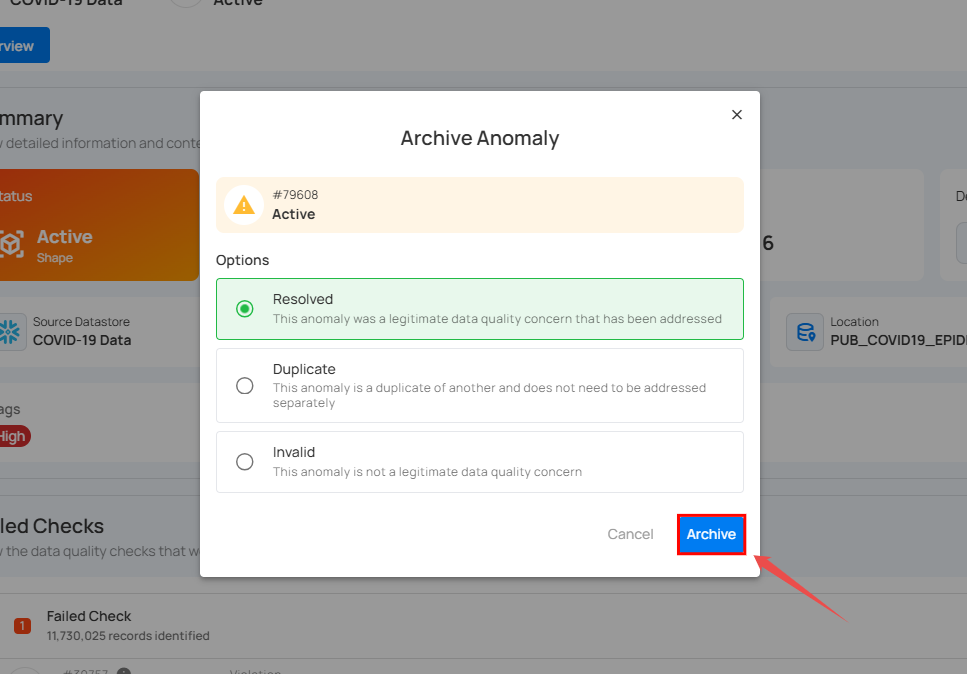 COVID-19 Data
Active
rview
mmary
detailed information and conte
tatus
Active
Shape
6
Source Datastore
COVID-19 Data
Location
PUB_COVID19_EPID
ags
High
led Checks
the data quality checks that w
1
Failed Check
11,730,025 records identified
#39757
Violation
Archive Anomaly
#79608
Active
Options
Resolved
This anomaly was a legitimate data quality concern that has been addressed
Duplicate
This anomaly is a duplicate of another and does not need to be addressed
separately
Invalid
This anomaly is not a legitimate data quality concern
Cancel
Archive